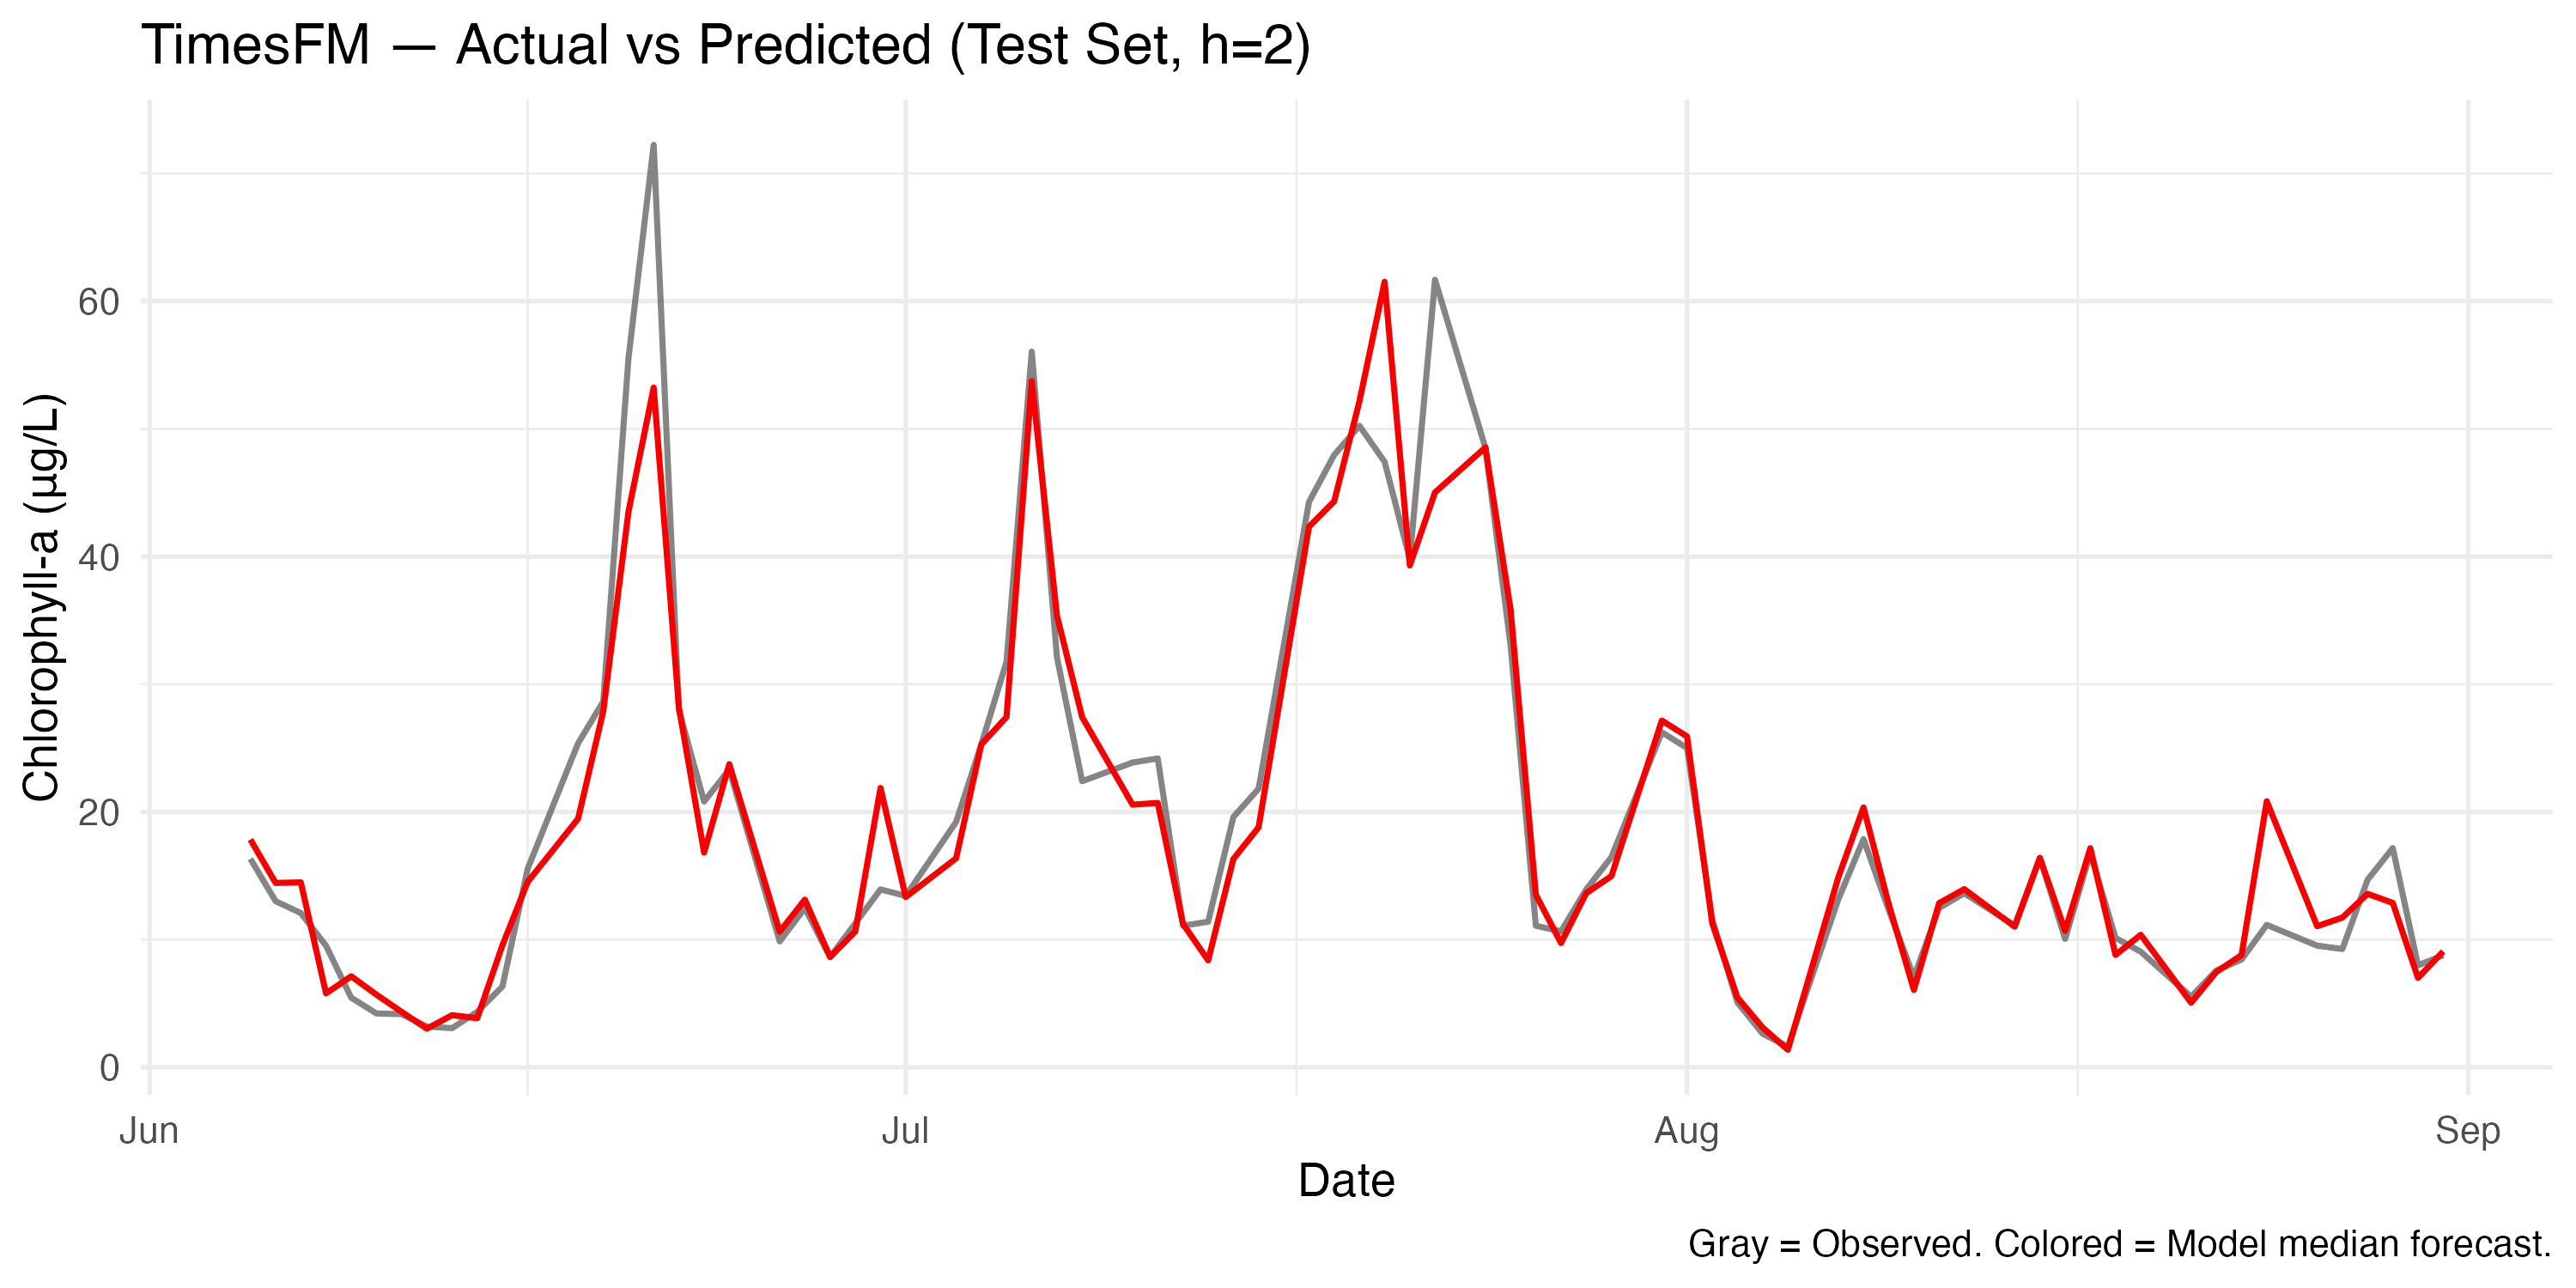 TimesFM — Actual vs Predicted (Test Set, h=2)
Chlorophyll-a (µg/L)
60
40
20
0
Jun
Jul
Aug
Sep
Date
Gray = Observed. Colored = Model median forecast.